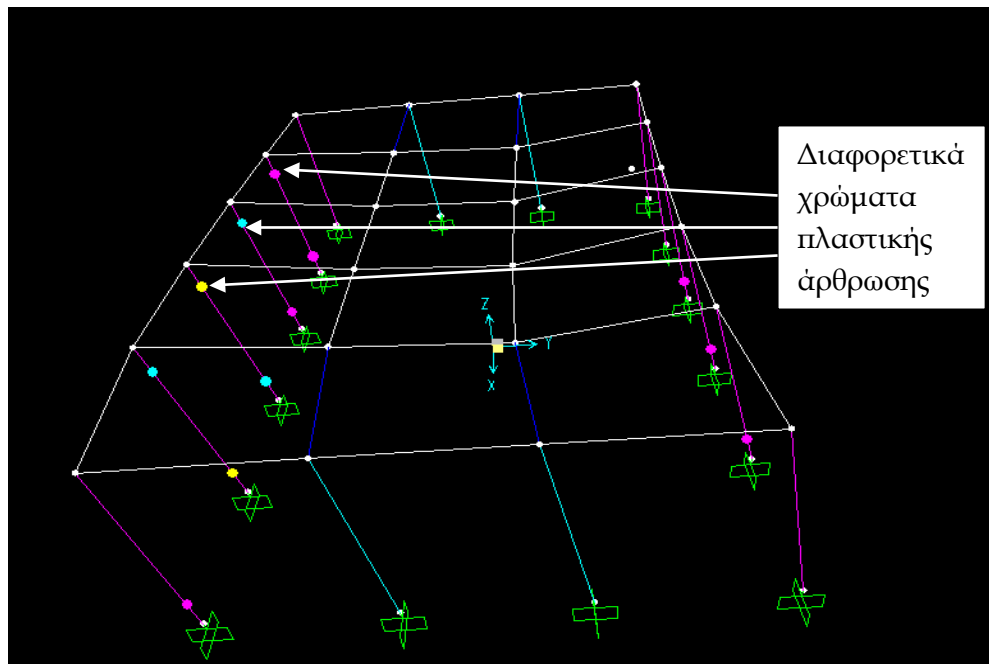 Διαφορετικά
χρώματα
πλαστικής
άρθρωσης
Z
Y
X